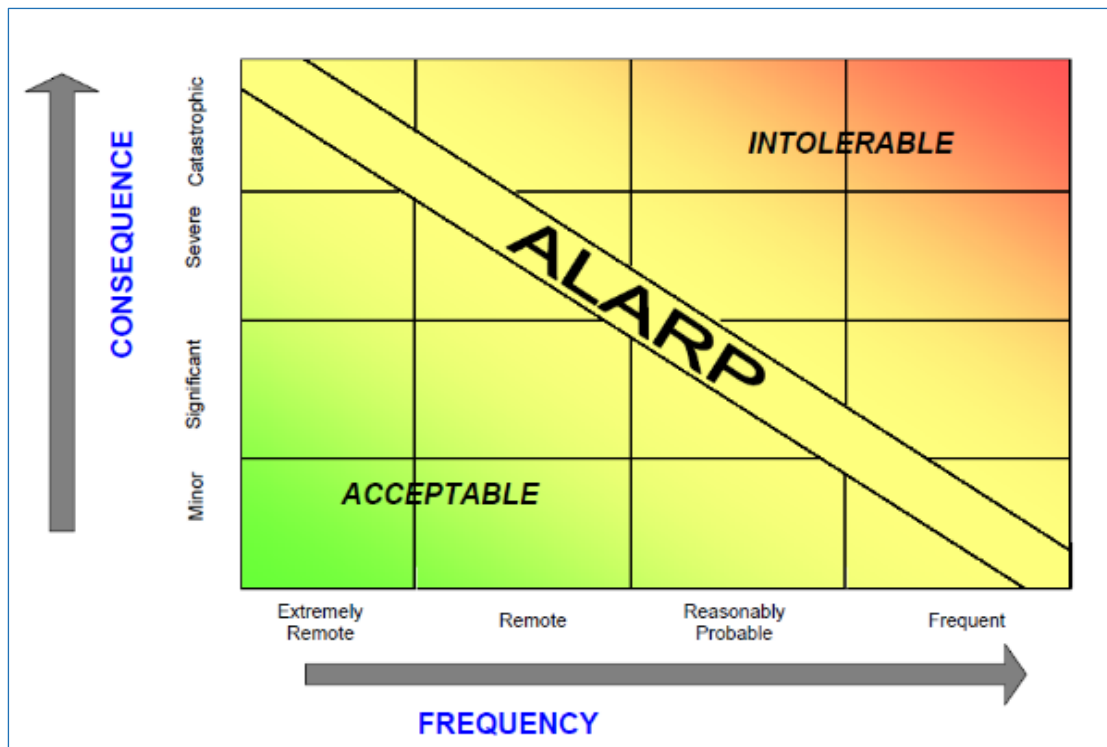 CONSEQUENCE
Catastrophic
Severe
Significant
Minor
INTOLERABLE
ALARP
ACCEPTABLE
Extremely
Remote
Remote
Reasonably
Probable
Frequent
FREQUENCY